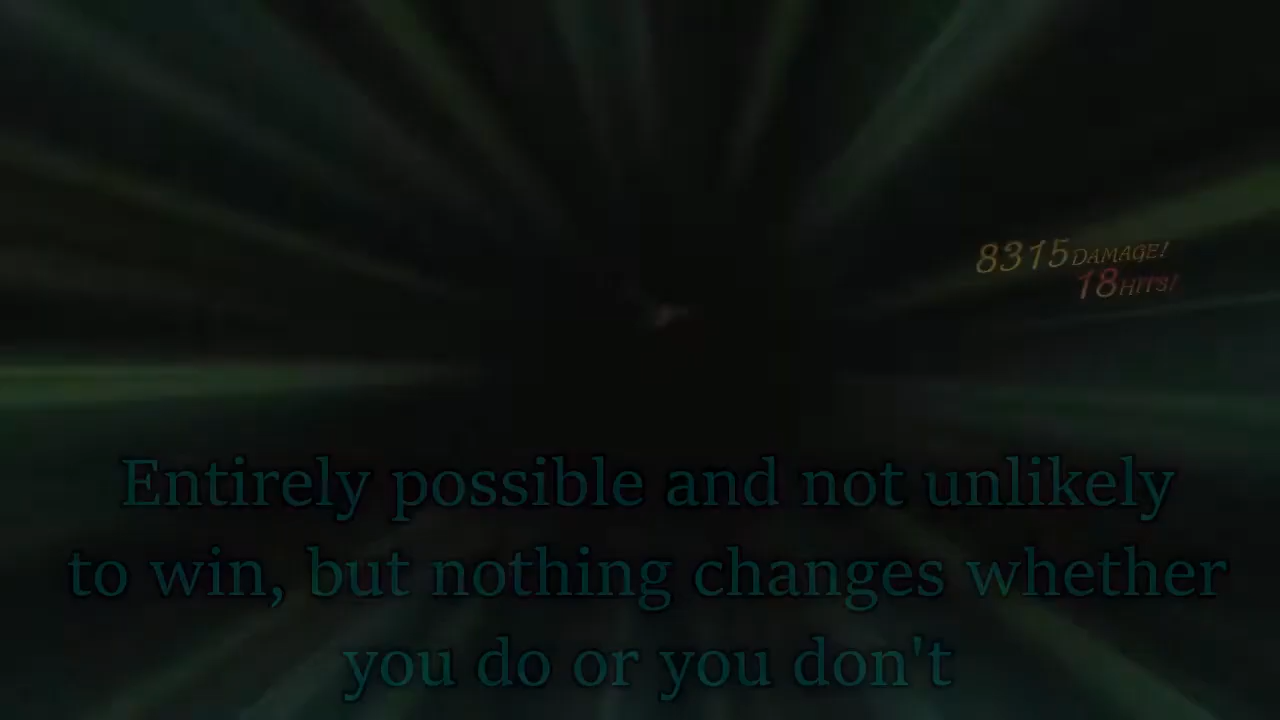 8315 DAMAGE!
18 HITS!
Entirely possible and not unlikely
to win, but nothing changes whether
you do or you don't